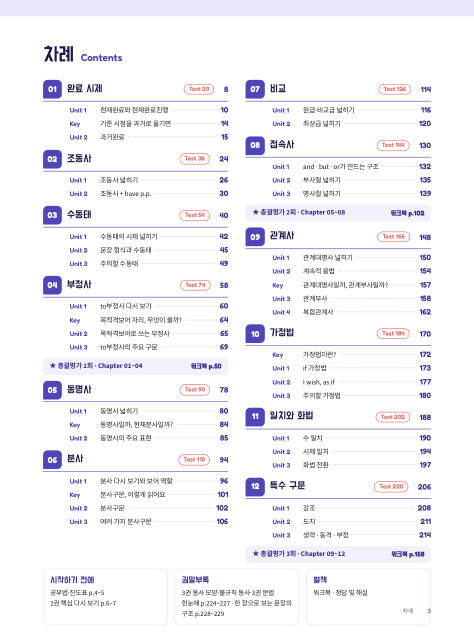 차례 Contents
01 완료 시제 Test 20 8
Unit 1 현재완료와 현재완료진행 10
Key 기준 시점을 과거로 옮기면 14
Unit 2 과거완료 15
02 조동사 Test 36 24
Unit 1 조동사 넓히기 26
Unit 2 조동사 + have p.p. 30
03 수동태 Test 54 40
Unit 1 수동태의 시제 넓히기 42
Unit 2 문장 형식과 수동태 45
Unit 3 주의할 수동태 49
04 부정사 Test 74 58
Unit 1 to부정사 다시 보기 60
Key 목적격보어 자리, 무엇이 올까? 64
Unit 2 목적격보어로 쓰는 부정사 65
Unit 3 to부정사의 주요 구문 69
★ 총괄평가 1회 · Chapter 01~04 워크북 p.50
05 동명사 Test 90 78
Unit 1 동명사 넓히기 80
Key 동명사일까, 현재분사일까? 84
Unit 2 동명사의 주요 표현 85
06 분사 Test 110 94
Unit 1 분사 다시 보기와 보어 역할 96
Key 분사구문, 이렇게 읽어요 101
Unit 2 분사구문 102
Unit 3 여러 가지 분사구문 106
07 비교 Test 126 114
Unit 1 원급·비교급 넓히기 116
Unit 2 최상급 넓히기 120
08 접속사 Test 144 130
Unit 1 and · but · or가 만드는 구조 132
Unit 2 부사절 넓히기 135
Unit 3 명사절 넓히기 139
★ 총괄평가 2회 · Chapter 05~08 워크북 p.102
09 관계사 Test 166 148
Unit 1 관계대명사 넓히기 150
Unit 2 계속적 용법 154
Key 관계대명사일까, 관계부사일까? 157
Unit 3 관계부사 158
Unit 4 복합관계사 162
10 가정법 Test 184 170
Key 가정법이란? 172
Unit 1 if 가정법 173
Unit 2 I wish, as if 177
Unit 3 주의할 가정법 180
11 일치와 화법 Test 202 188
Unit 1 수 일치 190
Unit 2 시제 일치 194
Unit 3 화법 전환 197
12 특수 구문 Test 220 206
Unit 1 강조 208
Unit 2 도치 211
Unit 3 생략 · 동격 · 부정 214
★ 총괄평가 3회 · Chapter 09~12 워크북 p.158
시작하기 전에
공부법·진도표 p.4~5
2권 핵심 다시 보기 p.6~7
권말부록
3권 동사 모양·불규칙 동사·3권 문법
한눈에 p.224~227 · 한 장으로 보는 문장의
구조 p.228~229
별책
워크북 · 정답 및 해설
차례 3